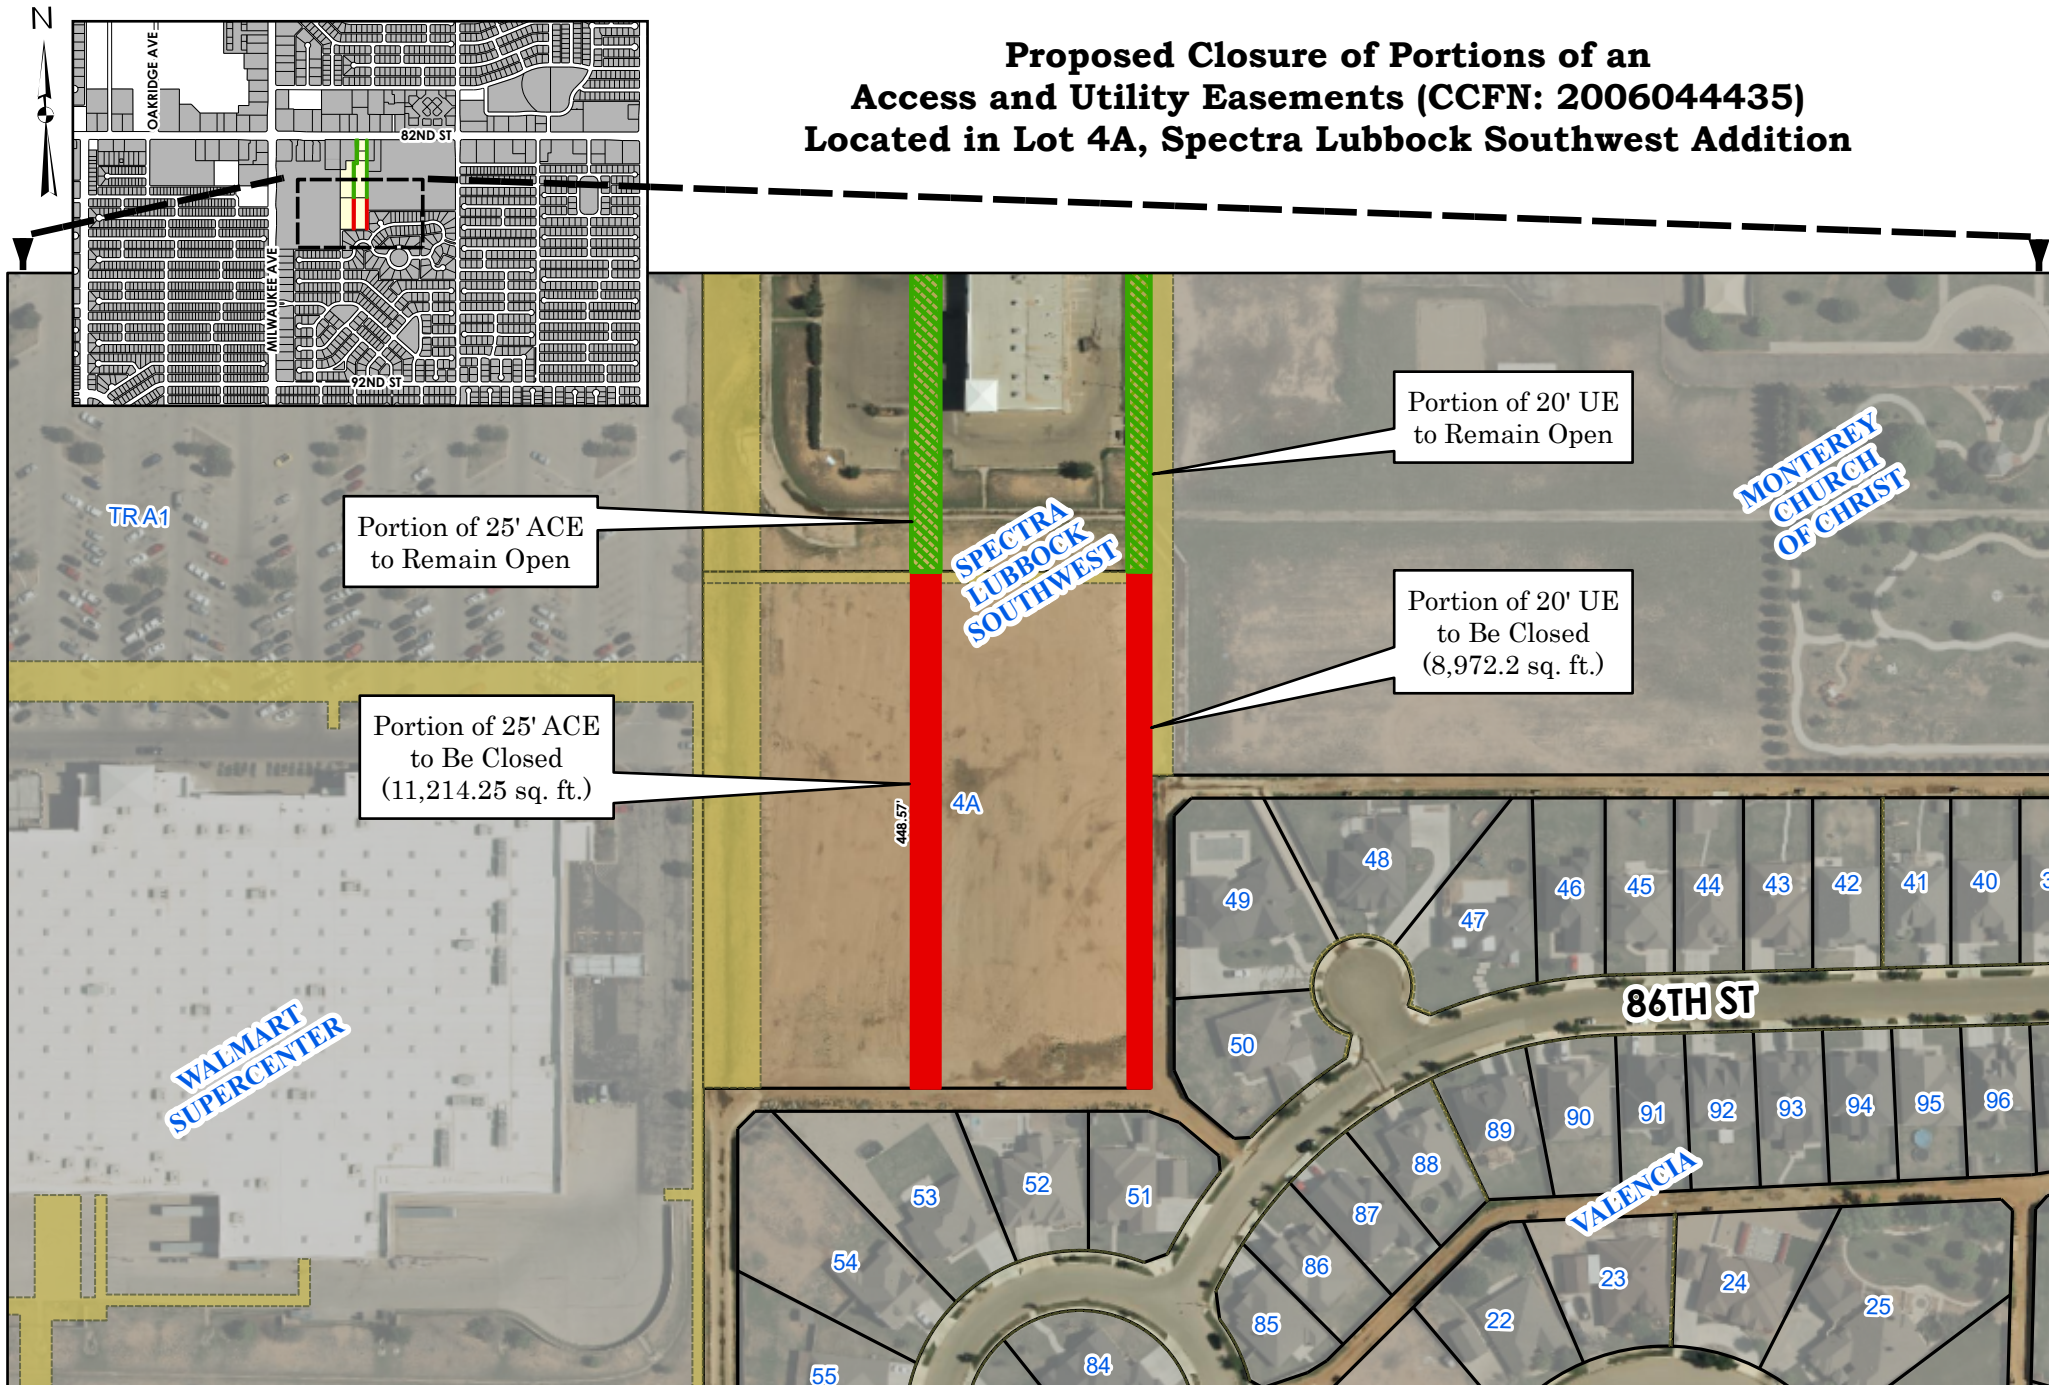 N
Proposed Closure of Portions of an
Access and Utility Easements (CCFN: 2006044435)
Located in Lot 4A, Spectra Lubbock Southwest Addition
OAKRIDGE AVE
82ND ST
MILWAUKEE AVE
92ND ST
Portion of 20' UE
to Remain Open
MONTEREY
CHURCH
OF CHRIST
TR A1
Portion of 25' ACE
to Remain Open
SPECTRA
LUBBOCK
SOUTHWEST
Portion of 20' UE
to Be Closed
(8,972.2 sq. ft.)
Portion of 25' ACE
to Be Closed
(11,214.25 sq. ft.)
448.57'
4A
49
48
47
46
45
44
43
42
41
40
86TH ST
WALMART
SUPERCENTER
50
89
90
91
92
93
94
95
96
53
52
51
88
87
VALENCIA
54
86
23
24
25
85
22
84
55